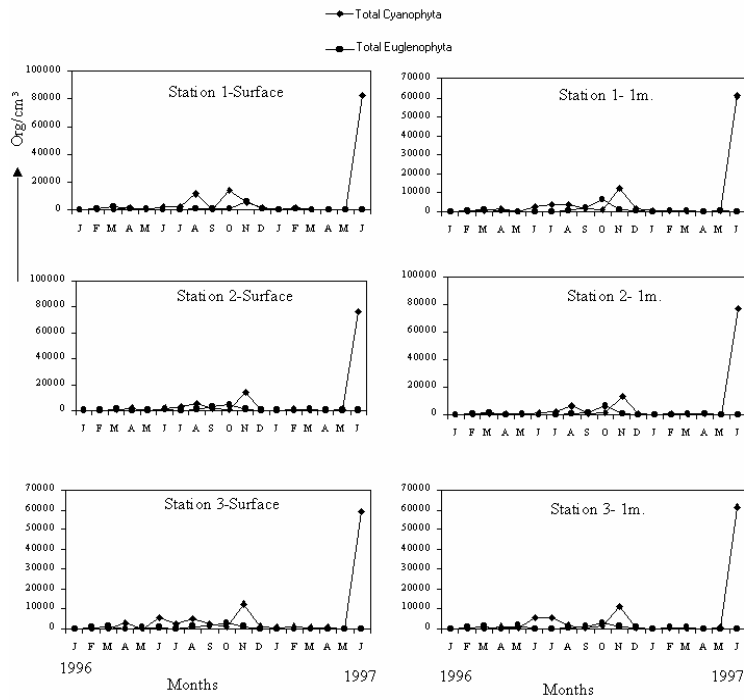 Total Cyanophyta
Total Euglenophyta
Org/cm³
Station 1-Surface
100000
80000
60000
40000
20000
0
J F M A M J J A S O N D J F M A M J
Station 1- 1m.
70000
60000
50000
40000
30000
20000
10000
0
J F M A M J J A S O N D J F M A M J
Station 2-Surface
100000
80000
60000
40000
20000
0
J F M A M J J A S O N D J F M A M J
Station 2- 1m.
100000
80000
60000
40000
20000
0
J F M A M J J A S O N D J F M A M J
Station 3-Surface
70000
60000
50000
40000
30000
20000
10000
0
J F M A M J J A S O N D J F M A M J
1996
Months
1997
Station 3- 1m.
70000
60000
50000
40000
30000
20000
10000
0
J F M A M J J A S O N D J F M A M J
1996
Months
1997